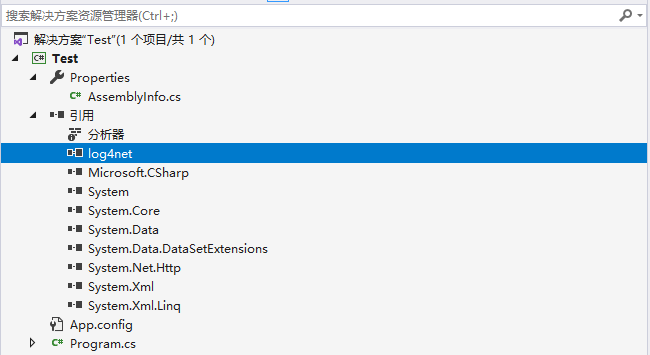 搜索解决方案资源管理器(Ctrl+;)
解决方案"Test"(1 个项目/共 1 个)
C# Test
Properties
C# AssemblyInfo.cs
引用
分析器
log4net
Microsoft.CSharp
System
System.Core
System.Data
System.Data.DataSetExtensions
System.Net.Http
System.Xml
System.Xml.Linq
App.config
C# Program.cs